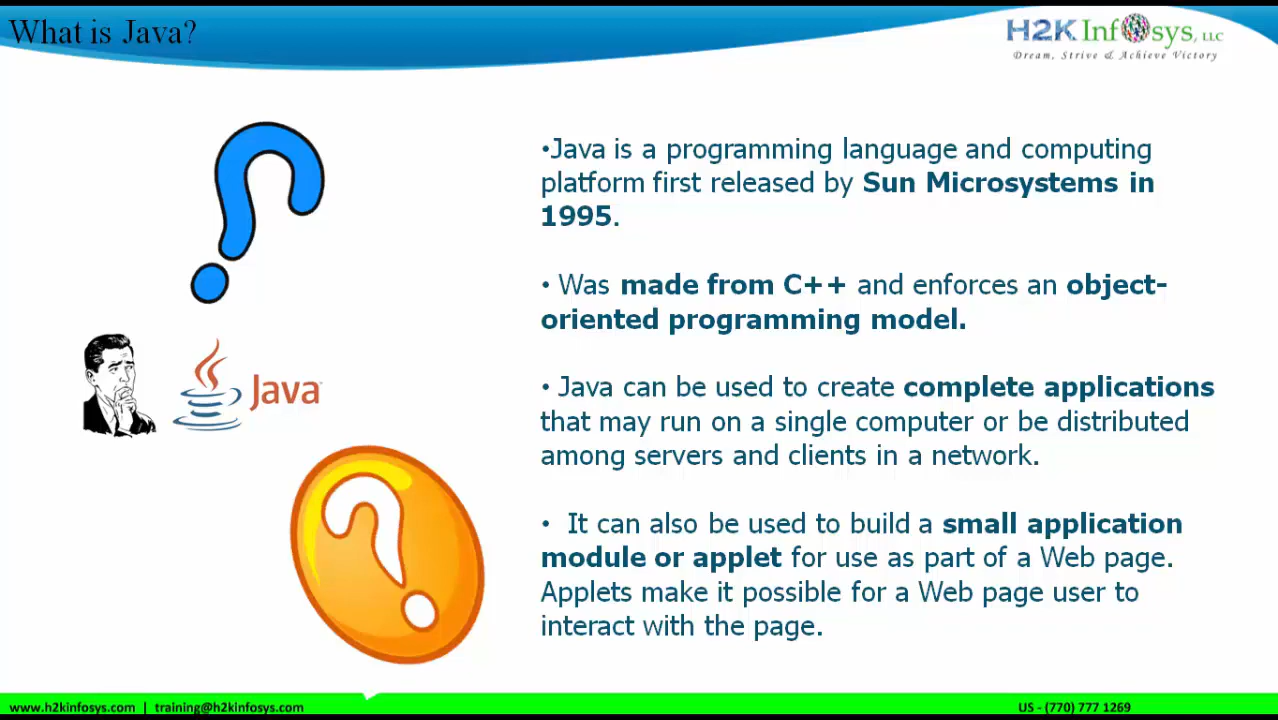 What is Java?
H2K Infosys, LLC
Dream, Strive & Achieve Victory
•Java is a programming language and computing
platform first released by Sun Microsystems in
1995.
• Was made from C++ and enforces an object-
oriented programming model.
• Java can be used to create complete applications
that may run on a single computer or be distributed
among servers and clients in a network.
• It can also be used to build a small application
module or applet for use as part of a Web page.
Applets make it possible for a Web page user to
interact with the page.
Java
www.h2kinfosys.com | training@h2kinfosys.com
US - (770) 777 1269